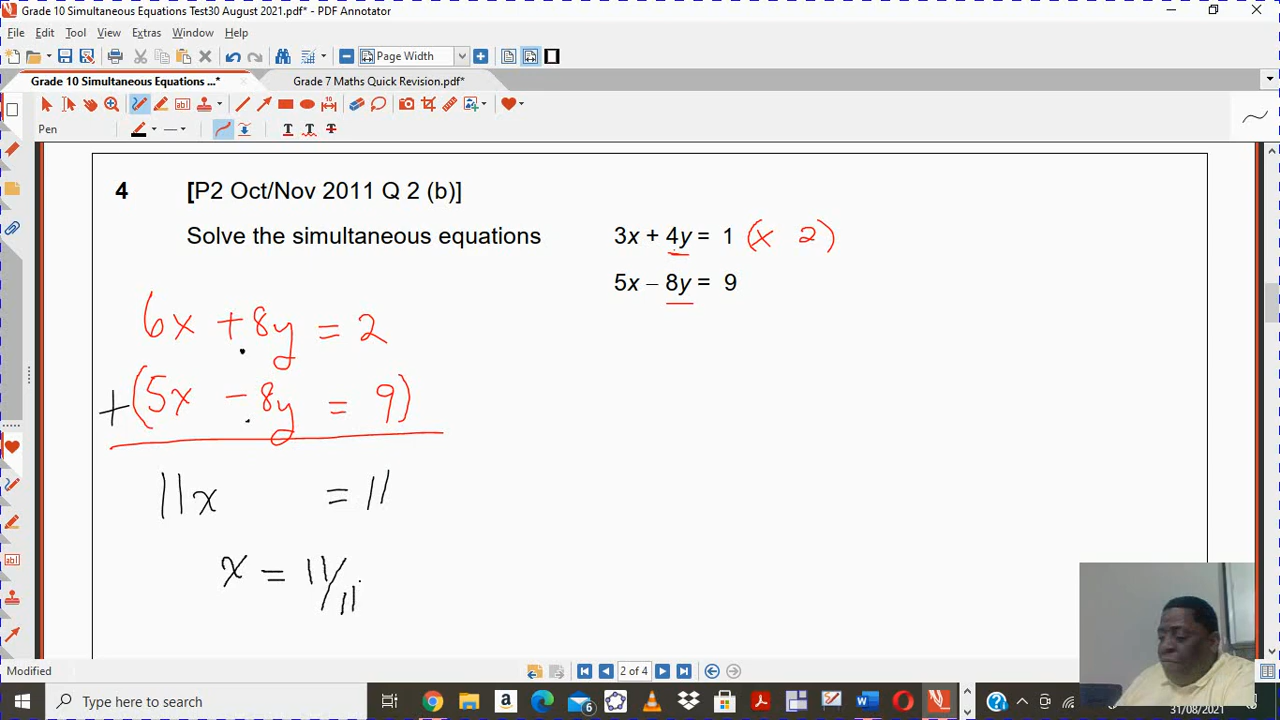 Grade 10 Simultaneous Equations Test30 August 2021.pdf* - PDF Annotator
File Edit Tool View Extras Window Help
Page Width
Grade 10 Simultaneous Equations ...* Grade 7 Maths Quick Revision.pdf*
Pen
4 [P2 Oct/Nov 2011 Q 2 (b)]
Solve the simultaneous equations 3x + 4y = 1 (x 2)
5x – 8y = 9
6x + 8y = 2
+(5x - 8y = 9)
11x = 11
x = 11/11
Modified 2 of 4
Type here to search
31/08/2021